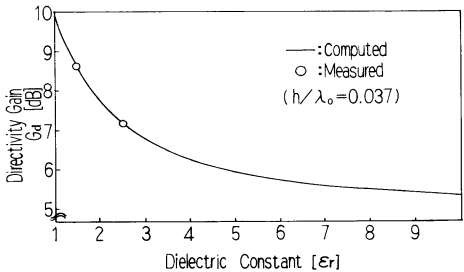 10
9
8
7
6
5
Directivity Gain
Gd [dB]
—:Computed
○ :Measured
(h/λ₀=0.037)
1 2 3 4 5 6 7 8 9
Dielectric Constant [εr]